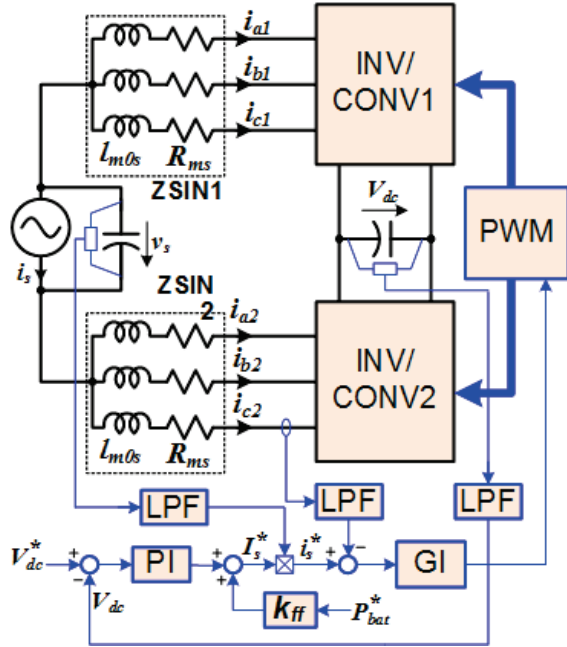 i_a1
INV/
CONV1
i_b1
i_c1
l_m0s
R_ms
ZSIN1
V_dc
PWM
v_s
i_s
ZSIN
2
i_a2
INV/
CONV2
i_b2
i_c2
l_m0s
R_ms
LPF
LPF
LPF
V_dc*
+
−
PI
+
+
I_s*
i_s*
+
−
GI
V_dc
k_ff
P_bat*